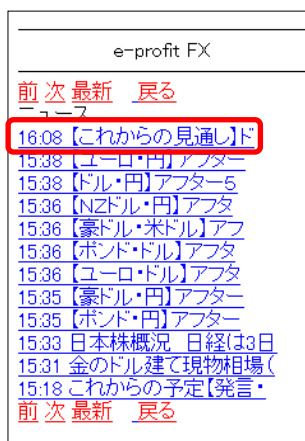 e-profit FX
前 次 最新 戻る
ニュース
16:08 【これからの見通し】ド
15:38 【ユーロ・円】アフター
15:38 【ドル・円】アフター5
15:36 【NZドル・円】アフタ
15:36 【豪ドル・米ドル】アフ
15:36 【ポンド・ドル】アフタ
15:36 【ユーロ・ドル】アフタ
15:35 【豪ドル・円】アフター
15:35 【ポンド・円】アフター
15:33 日本株概況 日経は3日
15:31 金のドル建て現物相場(
15:18 これからの予定【発言・
前 次 最新 戻る